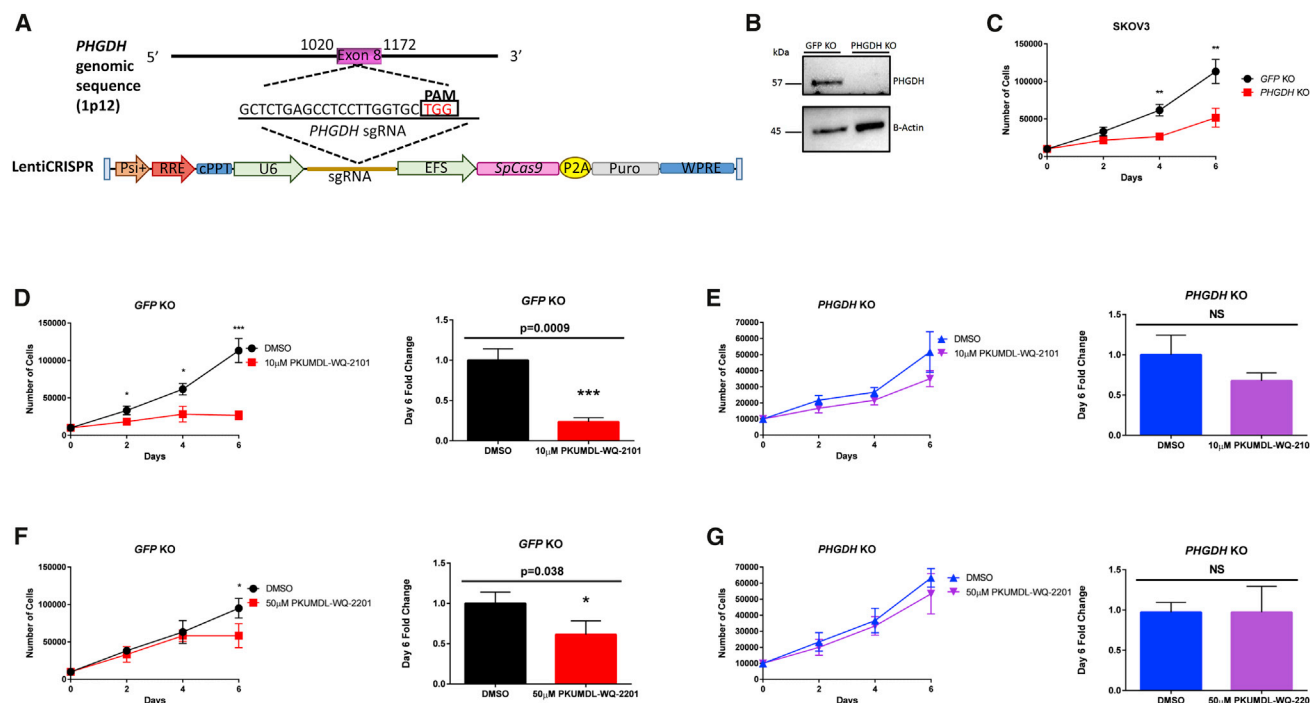 A
PHGDH
genomic
sequence
(1p12)
5’
1020
Exon 8
1172
3’
PAM
GCTCTGAGCCTCCTTGGTGC TGG
PHGDH sgRNA
LentiCRISPR
Psi+
RRE
cPPT
U6
sgRNA
EFS
SpCas9
P2A
Puro
WPRE
B
kDa
GFP KO
PHGDH KO
57
PHGDH
45
B-Actin
C
SKOV3
Number of Cells
150000
100000
50000
0
**
**
GFP KO
PHGDH KO
0
2
4
6
Days
D
GFP KO
Number of Cells
150000
100000
50000
0
*
*
***
DMSO
10μM PKUMDL-WQ-2101
0
2
4
6
Days
GFP KO
p=0.0009
Day 6 Fold Change
1.5
1.0
0.5
0.0
***
DMSO
10μM PKUMDL-WQ-2101
E
PHGDH KO
Number of Cells
70000
60000
50000
40000
30000
20000
10000
0
DMSO
10μM PKUMDL-WQ-2101
0
2
4
6
Days
PHGDH KO
NS
Day 6 Fold Change
1.5
1.0
0.5
0.0
DMSO
10μM PKUMDL-WQ-210
F
GFP KO
Number of Cells
150000
100000
50000
0
*
DMSO
50μM PKUMDL-WQ-2201
0
2
4
6
Days
GFP KO
p=0.038
Day 6 Fold Change
1.5
1.0
0.5
0.0
*
DMSO
50μM PKUMDL-WQ-2201
G
PHGDH KO
Number of Cells
70000
60000
50000
40000
30000
20000
10000
0
DMSO
50μM PKUMDL-WQ-2201
0
2
4
6
Days
PHGDH KO
NS
Day 6 Fold Change
1.5
1.0
0.5
0.0
DMSO
50μM PKUMDL-WQ-220